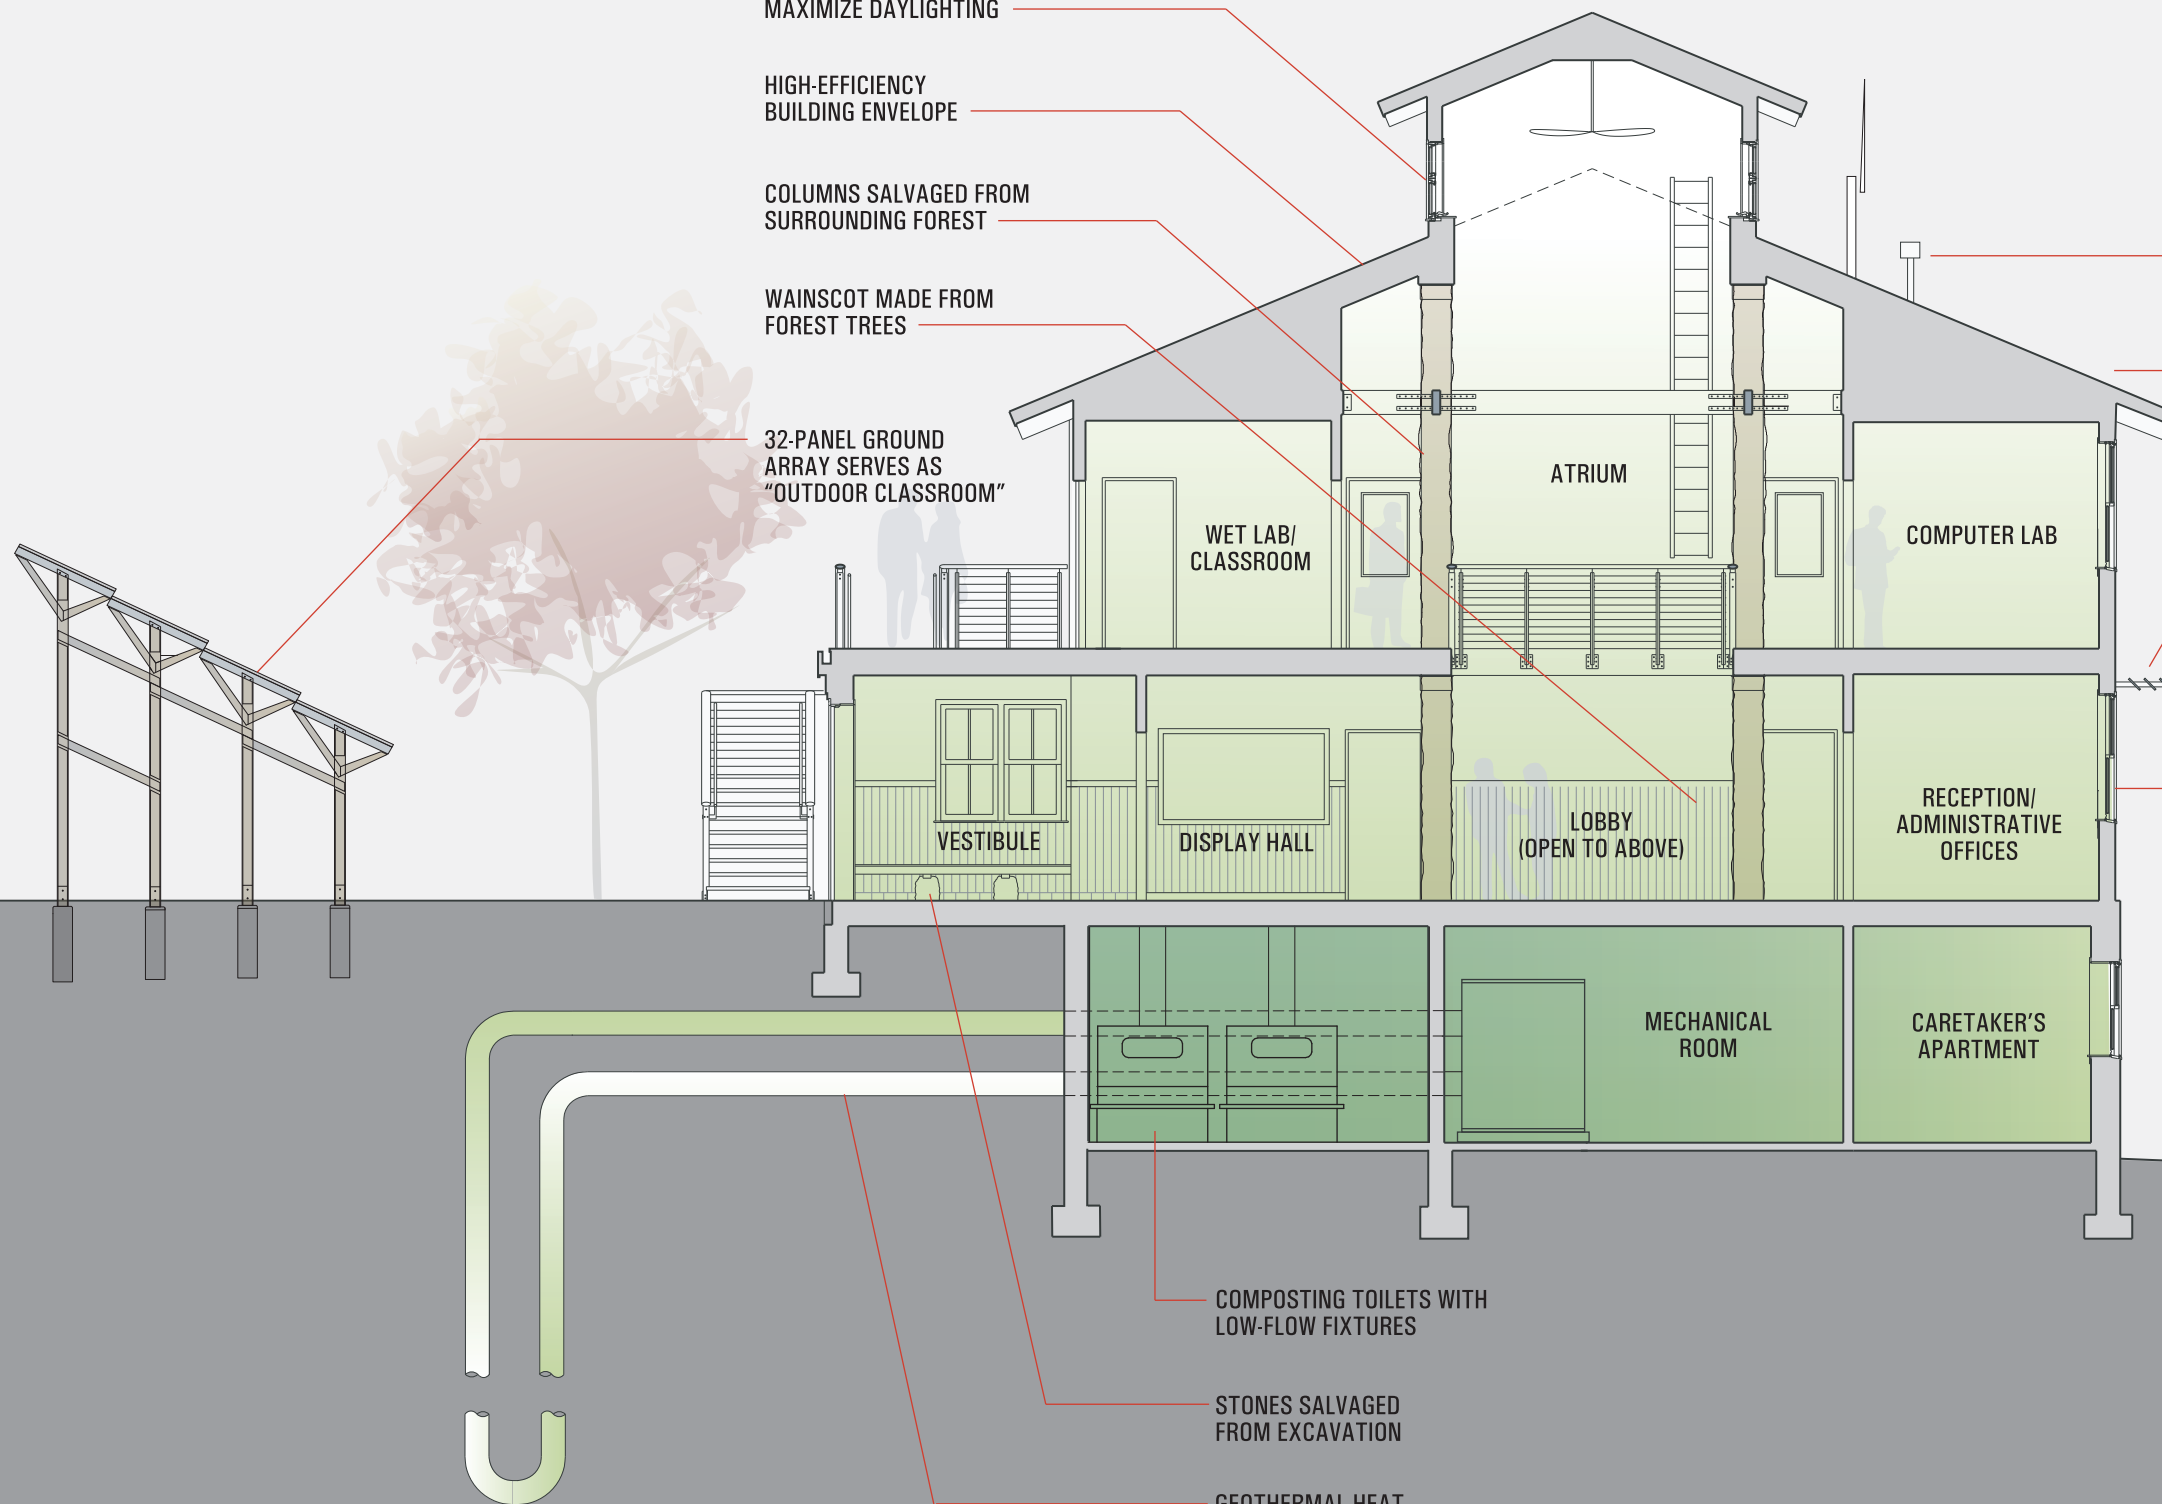 MAXIMIZE DAYLIGHTING
HIGH-EFFICIENCY
BUILDING ENVELOPE
COLUMNS SALVAGED FROM
SURROUNDING FOREST
WAINSCOT MADE FROM
FOREST TREES
32-PANEL GROUND
ARRAY SERVES AS
“OUTDOOR CLASSROOM”
ATRIUM
WET LAB/
CLASSROOM
COMPUTER LAB
VESTIBULE
DISPLAY HALL
LOBBY
(OPEN TO ABOVE)
RECEPTION/
ADMINISTRATIVE
OFFICES
MECHANICAL
ROOM
CARETAKER’S
APARTMENT
COMPOSTING TOILETS WITH
LOW-FLOW FIXTURES
STONES SALVAGED
FROM EXCAVATION
GEOTHERMAL HEAT